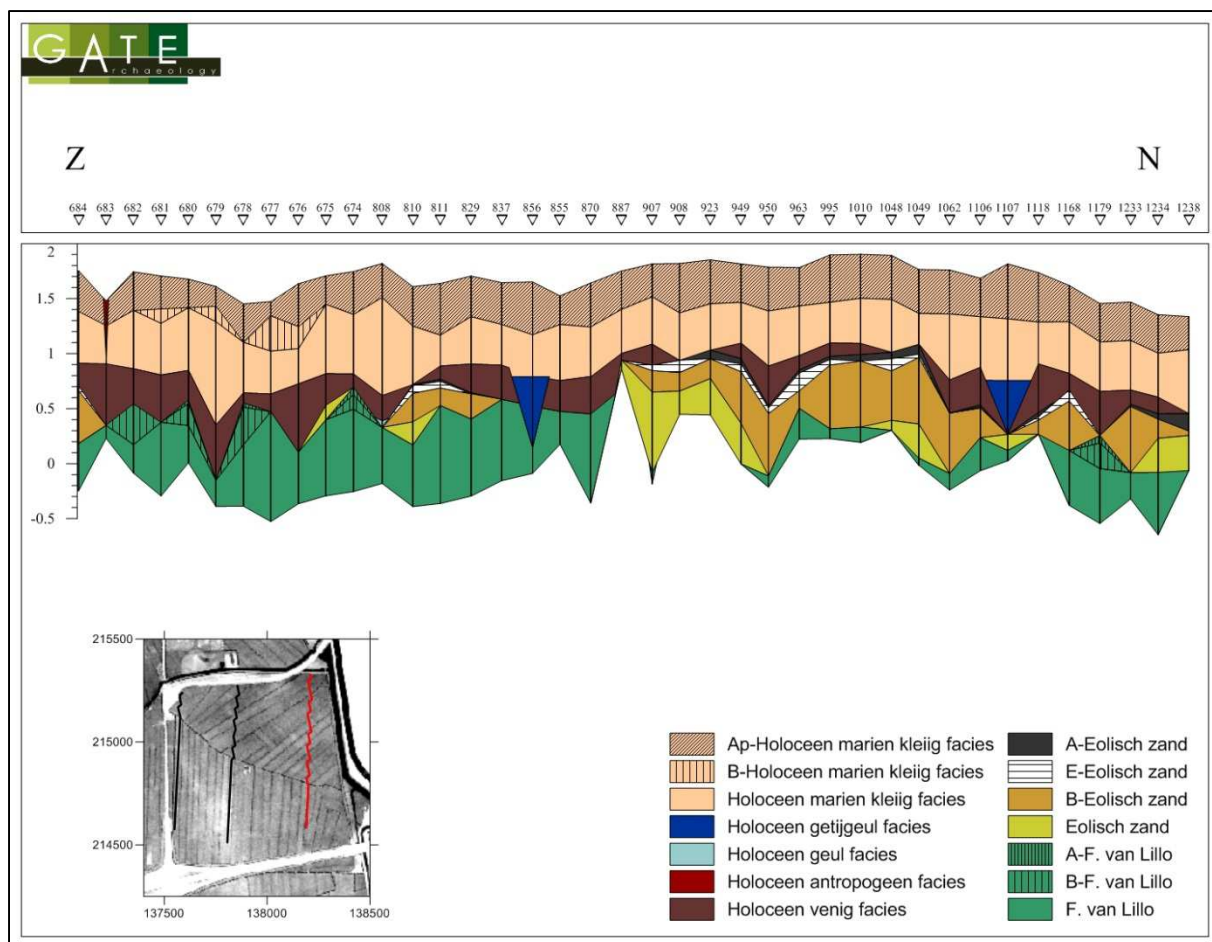 GATE
rchaeology
Z N
684 683 682 681 680 679 678 677 676 675 674 808 810 811 829 837 856 855 870 887 907 908 923 949 950 963 995 1010 1048 1049 1062 1106 1107 1118 1168 1179 1233 1234 1238
2
1.5
1
0.5
0
-0.5
215500
215000
214500
137500 138000 138500
Ap-Holoceen marien kleiig facies
B-Holoceen marien kleiig facies
Holoceen marien kleiig facies
Holoceen getijgeul facies
Holoceen geul facies
Holoceen antropogeen facies
Holoceen venig facies
A-Eolisch zand
E-Eolisch zand
B-Eolisch zand
Eolisch zand
A-F. van Lillo
B-F. van Lillo
F. van Lillo